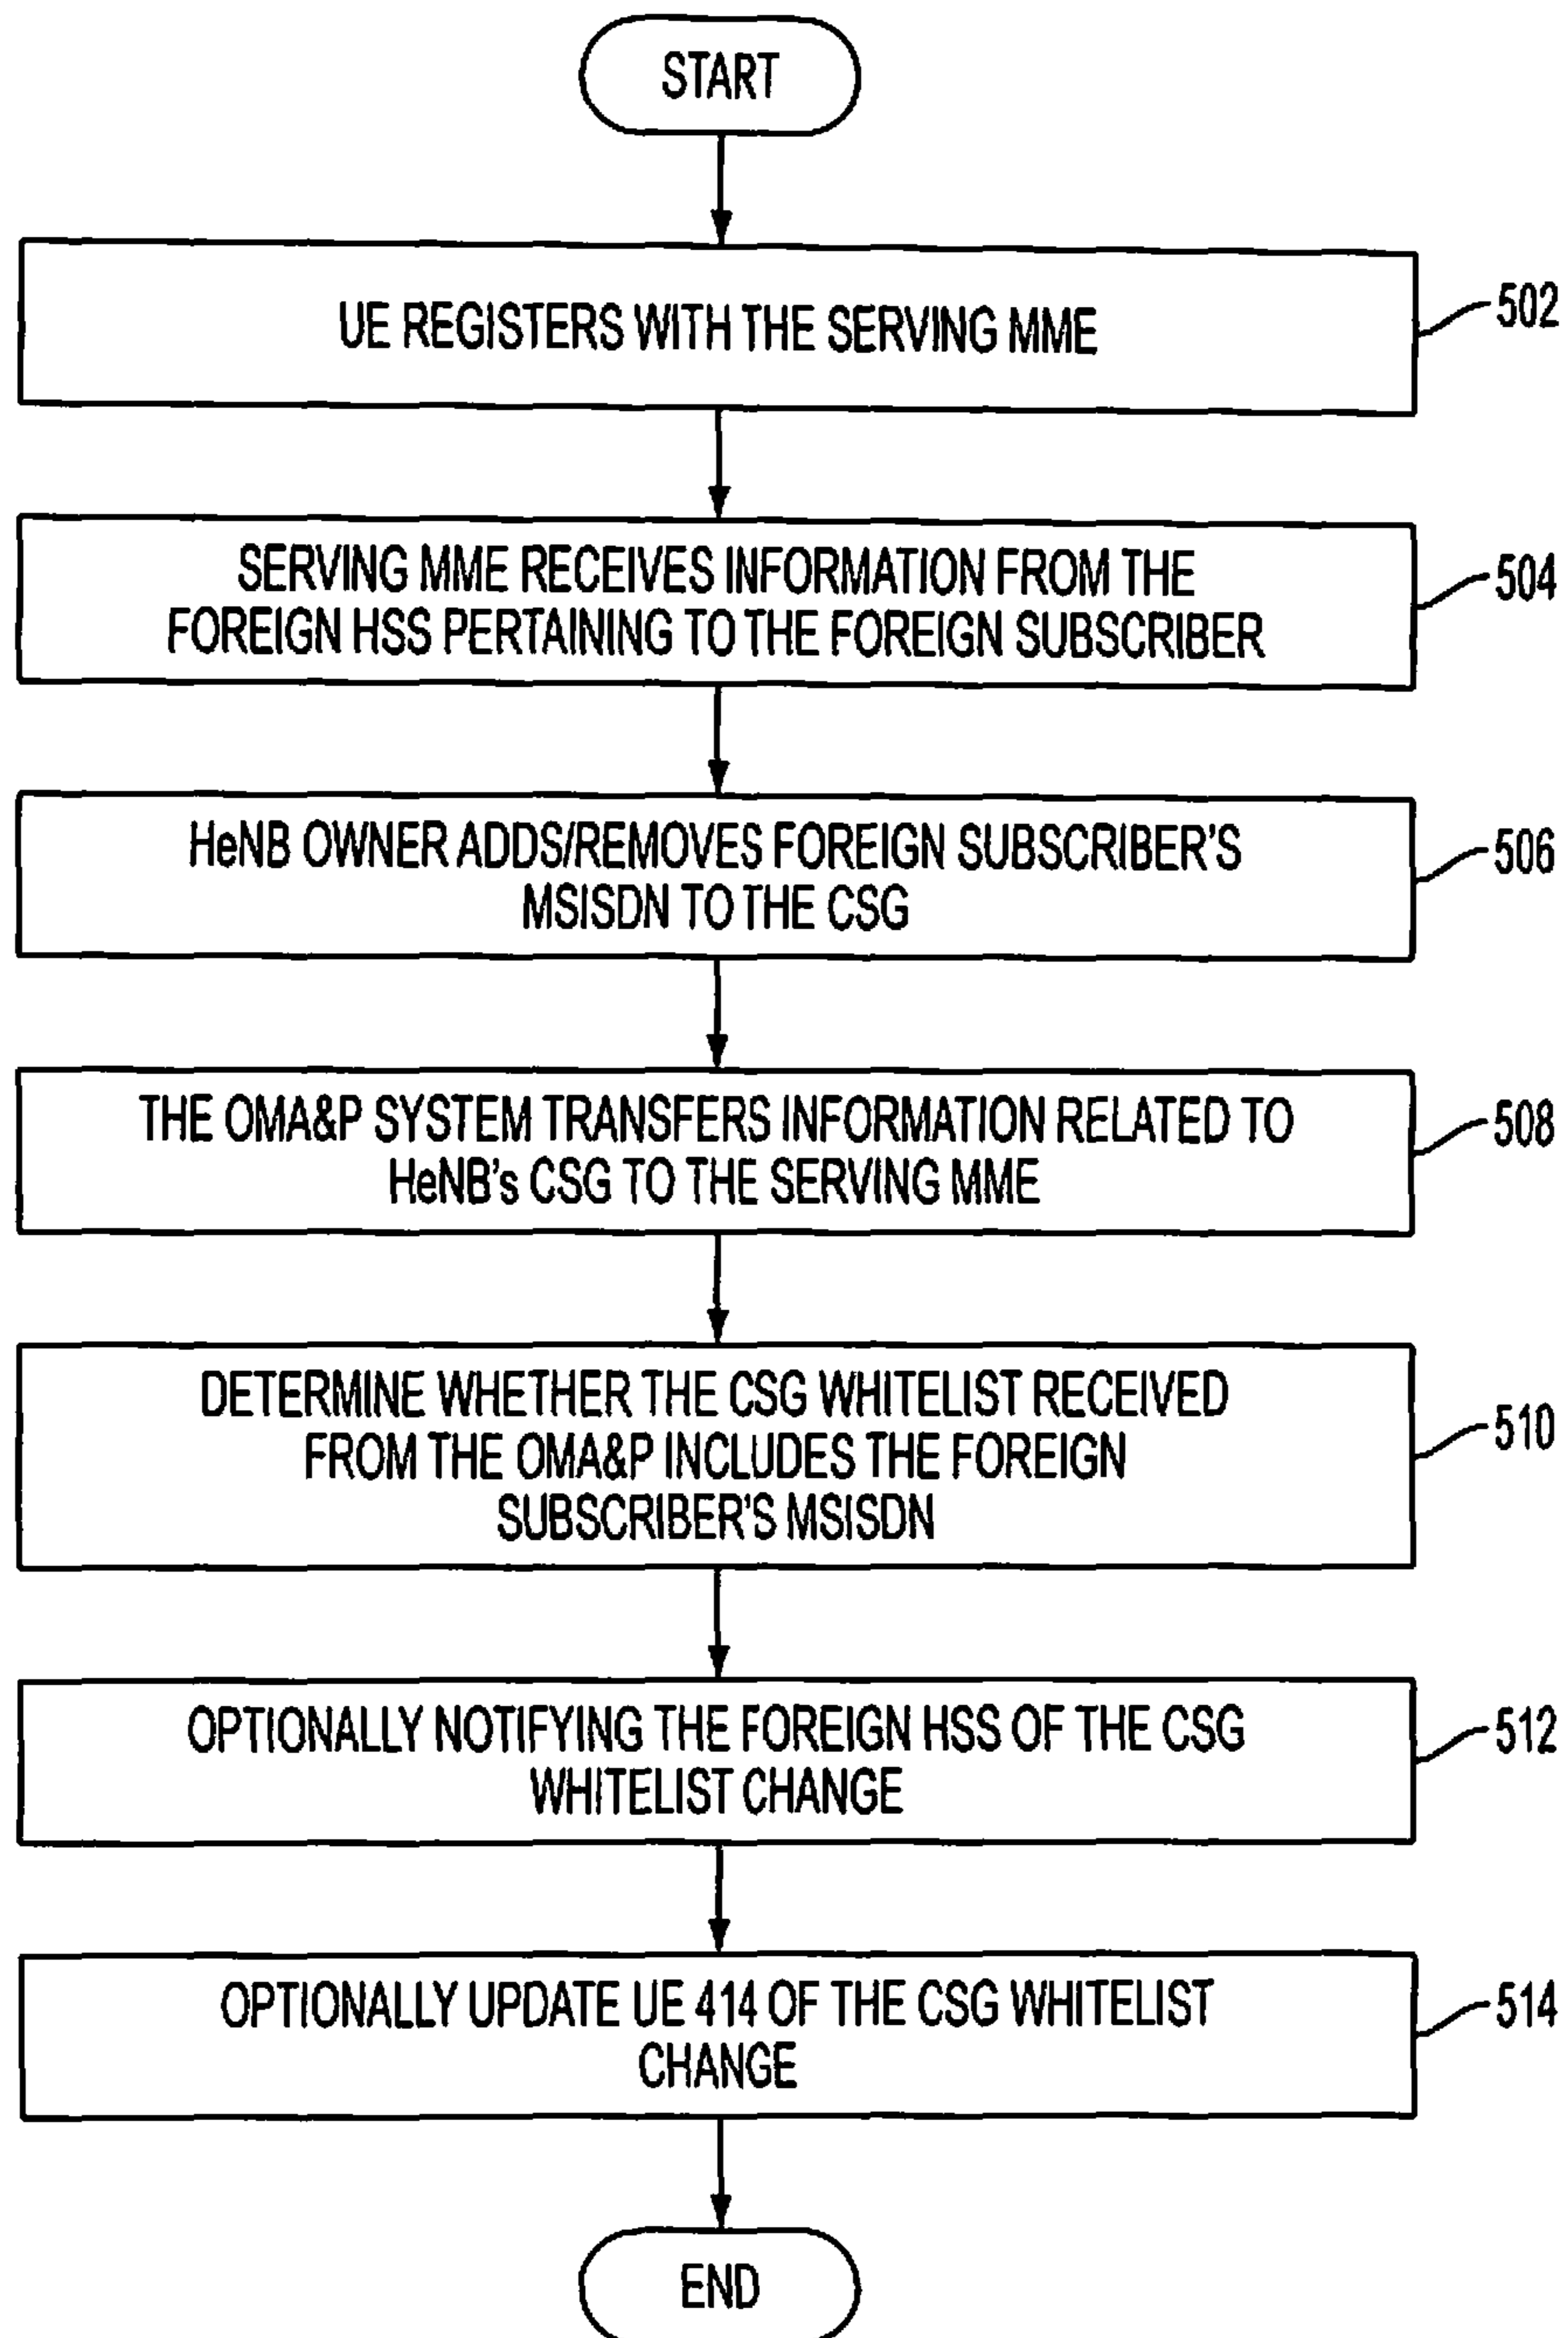 START
UE REGISTERS WITH THE SERVING MME
502
SERVING MME RECEIVES INFORMATION FROM THE
FOREIGN HSS PERTAINING TO THE FOREIGN SUBSCRIBER
504
HeNB OWNER ADDS/REMOVES FOREIGN SUBSCRIBER'S
MSISDN TO THE CSG
506
THE OMA&P SYSTEM TRANSFERS INFORMATION RELATED TO
HeNB's CSG TO THE SERVING MME
508
DETERMINE WHETHER THE CSG WHITELIST RECEIVED
FROM THE OMA&P INCLUDES THE FOREIGN
SUBSCRIBER'S MSISDN
510
OPTIONALLY NOTIFYING THE FOREIGN HSS OF THE CSG
WHITELIST CHANGE
512
OPTIONALLY UPDATE UE 414 OF THE CSG WHITELIST
CHANGE
514
END